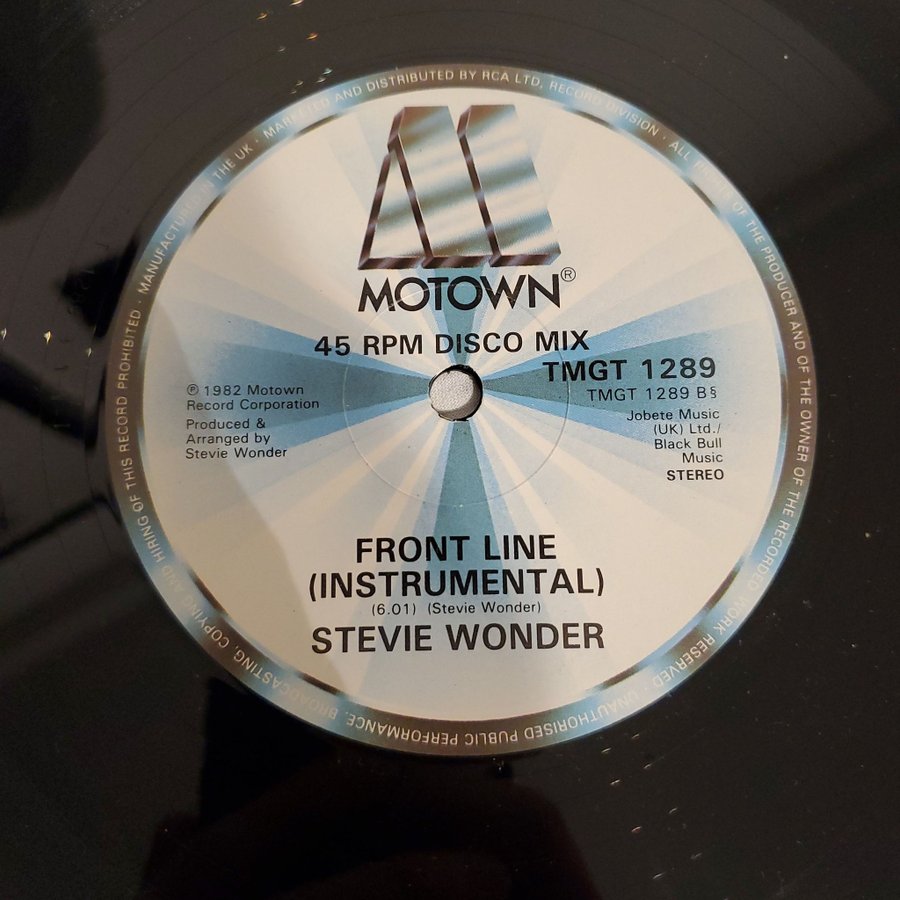 MOTOWN®
45 RPM DISCO MIX
TMGT 1289
TMGT 1289 B§
℗ 1982 Motown
Record Corporation
Produced &
Arranged by
Stevie Wonder
Jobete Music
(UK) Ltd./
Black Bull
Music
STEREO
FRONT LINE
(INSTRUMENTAL)
(6.01) (Stevie Wonder)
STEVIE WONDER
MANUFACTURED IN THE UK · MARKETED AND DISTRIBUTED BY RCA LTD, RECORD DIVISION · ALL RIGHTS OF THE PRODUCER AND OF THE OWNER OF THE RECORDED WORK RESERVED · UNAUTHORISED PUBLIC PERFORMANCE, BROADCASTING, COPYING AND HIRING OF THIS RECORD PROHIBITED ·